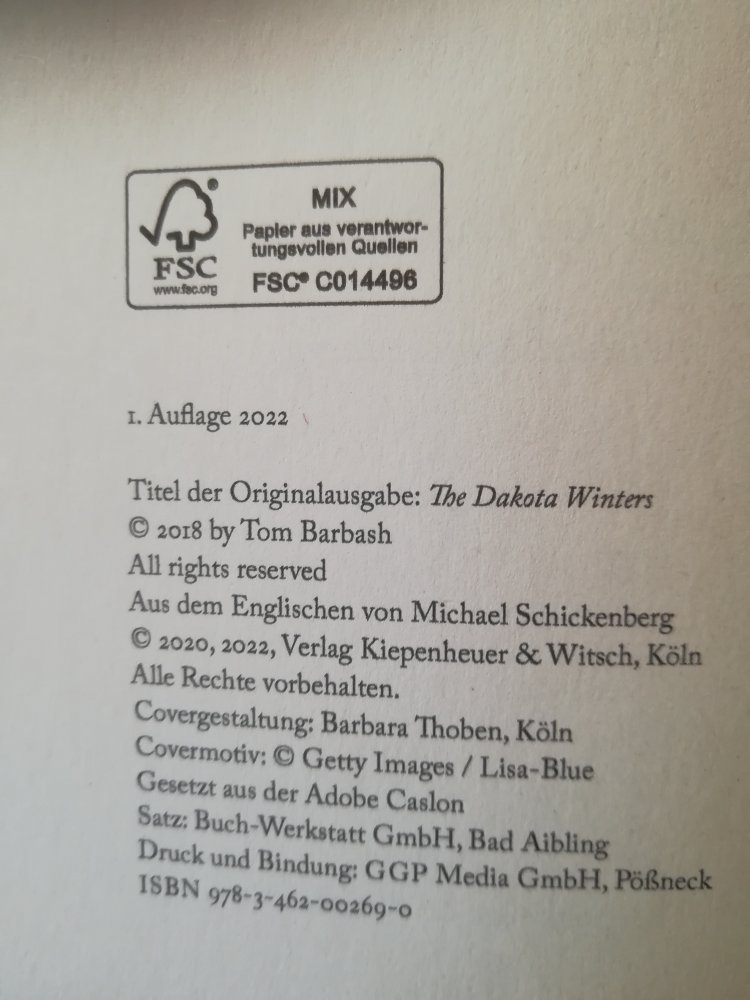 MIX
Papier aus verantwor-
tungsvollen Quellen
FSC® C014496
®
FSC
www.fsc.org
1. Auflage 2022
Titel der Originalausgabe: The Dakota Winters
© 2018 by Tom Barbash
All rights reserved
Aus dem Englischen von Michael Schickenberg
© 2020, 2022, Verlag Kiepenheuer & Witsch, Köln
Alle Rechte vorbehalten.
Covergestaltung: Barbara Thoben, Köln
Covermotiv: © Getty Images / Lisa-Blue
Gesetzt aus der Adobe Caslon
Satz: Buch-Werkstatt GmbH, Bad Aibling
Druck und Bindung: GGP Media GmbH, Pößneck
ISBN 978-3-462-00269-0